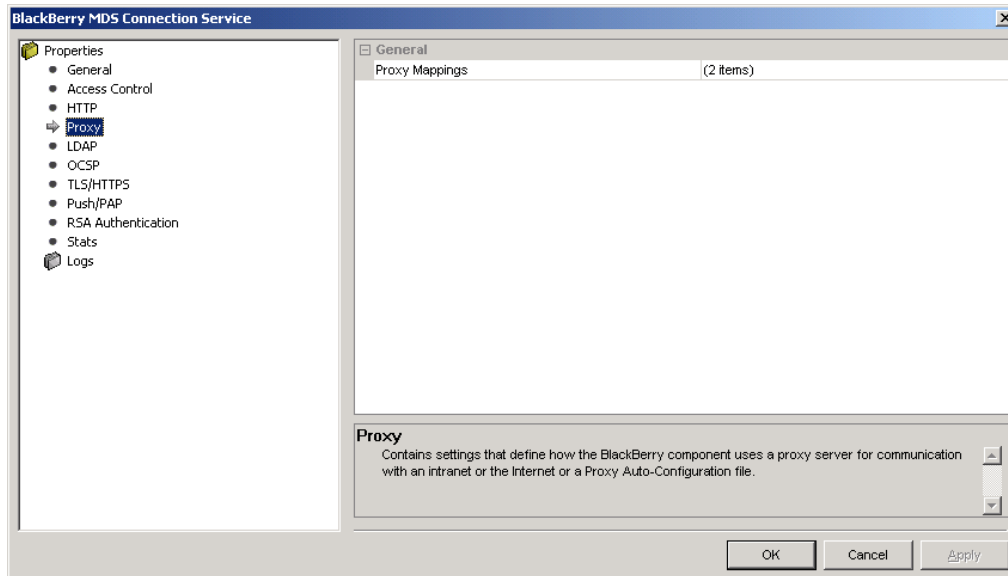 BlackBerry MDS Connection Service
Properties
General
Access Control
HTTP
Proxy
LDAP
OCSP
TLS/HTTPS
Push/PAP
RSA Authentication
Stats
Logs
General
Proxy Mappings (2 items)
Proxy
Contains settings that define how the BlackBerry component uses a proxy server for communication
with an intranet or the Internet or a Proxy Auto-Configuration file.
OK Cancel Apply